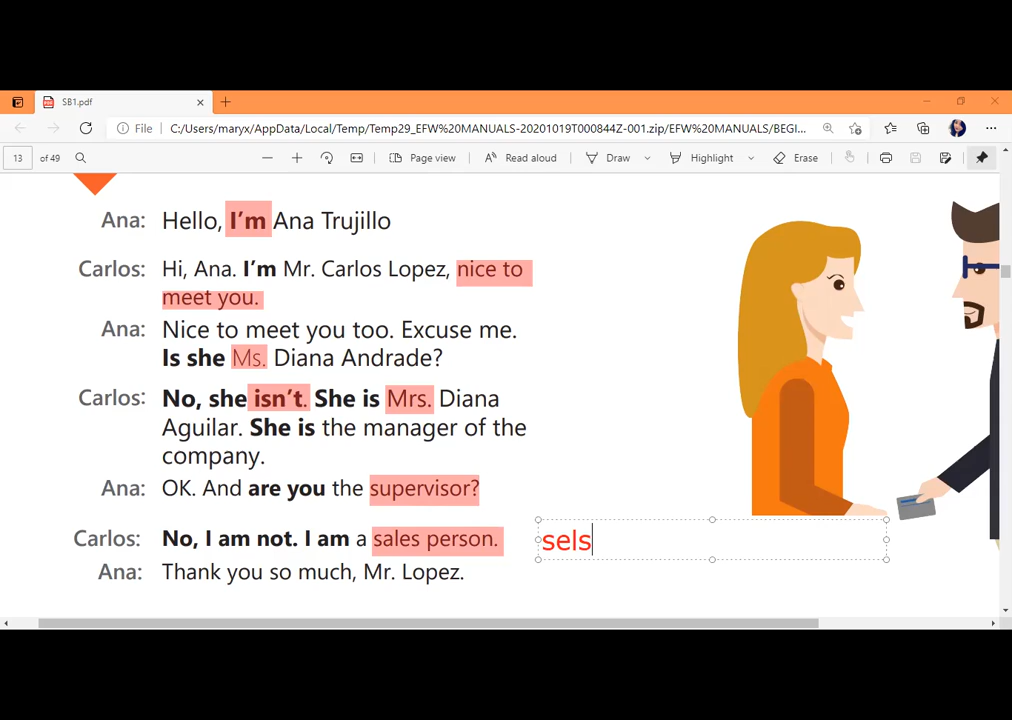 SB1.pdf
File C:/Users/maryx/AppData/Local/Temp/Temp29_EFW%20MANUALS-20201019T000844Z-001.zip/EFW%20MANUALS/BEGI...
13 of 49 Page view Read aloud Draw Highlight Erase
Ana: Hello, I'm Ana Trujillo
Carlos: Hi, Ana. I'm Mr. Carlos Lopez, nice to
meet you.
Ana: Nice to meet you too. Excuse me.
Is she Ms. Diana Andrade?
Carlos: No, she isn't. She is Mrs. Diana
Aguilar. She is the manager of the
company.
Ana: OK. And are you the supervisor?
Carlos: No, I am not. I am a sales person. sels
Ana: Thank you so much, Mr. Lopez.